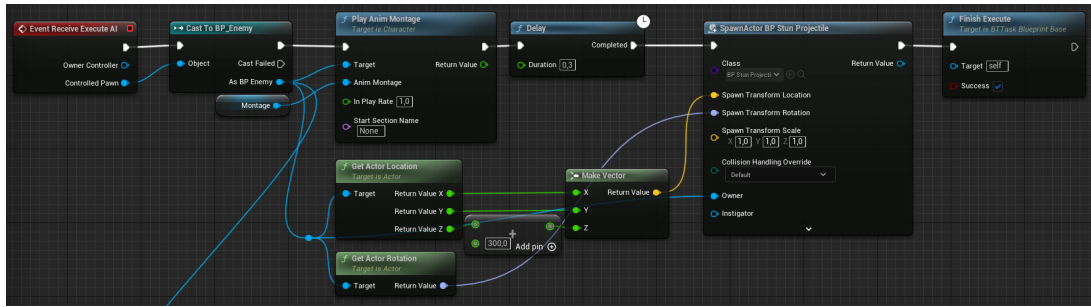 Event Receive Execute AI
Owner Controller
Controlled Pawn
Cast To BP_Enemy
Object
Cast Failed
As BP Enemy
Montage
Play Anim Montage
Target is Character
Target
Return Value
Anim Montage
In Play Rate 1,0
Start Section Name
None
Delay
Completed
Duration 0,3
SpawnActor BP Stun Projectile
Class
Return Value
BP Stun Projecti
Spawn Transform Location
Spawn Transform Rotation
Spawn Transform Scale
X 1,0 Y 1,0 Z 1,0
Collision Handling Override
Default
Owner
Instigator
Finish Execute
Target is BTTask Blueprint Base
Target self
Success
Get Actor Location
Target is Actor
Target
Return Value X
Return Value Y
Return Value Z
+
300,0
Add pin
Make Vector
X
Return Value
Y
Z
Get Actor Rotation
Target is Actor
Target
Return Value